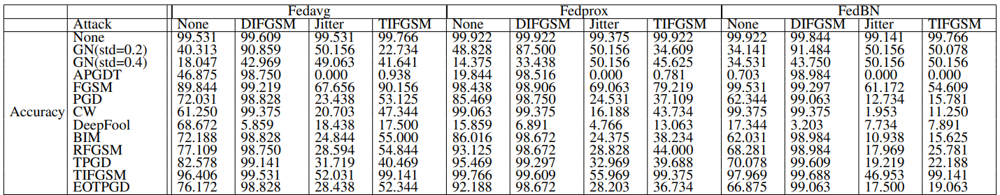 Fedavg Fedprox FedBN
Attack None DIFGSM Jitter TIFGSM None DIFGSM Jitter TIFGSM None DIFGSM Jitter TIFGSM
None 99.531 99.609 99.531 99.766 99.922 99.922 99.375 99.922 99.922 99.844 99.141 99.766
GN(std=0.2) 40.313 90.859 50.156 22.734 48.828 87.500 50.156 34.609 34.141 91.484 50.156 50.078
GN(std=0.4) 18.047 42.969 49.063 41.641 14.375 33.438 50.156 45.625 34.531 43.750 50.156 50.156
APGDT 46.875 98.750 0.000 0.938 19.844 98.516 0.000 0.781 0.703 98.984 0.000 0.000
FGSM 89.844 99.219 67.656 90.156 98.438 98.906 69.063 79.219 99.531 99.297 61.172 54.609
PGD 72.031 98.828 23.438 53.125 85.469 98.750 24.531 37.109 62.344 99.063 12.734 15.781
Accuracy CW 61.250 99.375 20.703 47.344 99.063 99.375 16.188 43.734 99.375 99.375 1.953 11.250
DeepFool 68.672 5.859 18.438 17.500 15.859 6.891 4.766 13.063 17.344 3.203 7.734 7.891
BIM 72.188 98.828 24.844 55.000 86.016 98.672 24.375 38.234 62.031 98.984 10.938 15.625
RFGSM 77.109 98.750 28.594 54.844 93.125 98.672 28.828 44.000 68.281 98.984 17.969 25.781
TPGD 82.578 99.141 31.719 40.469 95.469 99.297 32.969 39.688 70.078 99.609 19.219 22.188
TIFGSM 96.406 99.531 52.031 99.141 99.766 99.609 55.969 99.375 97.969 99.688 46.953 99.141
EOTPGD 76.172 98.828 28.438 52.344 92.188 98.672 28.203 36.734 66.875 99.063 17.500 19.063